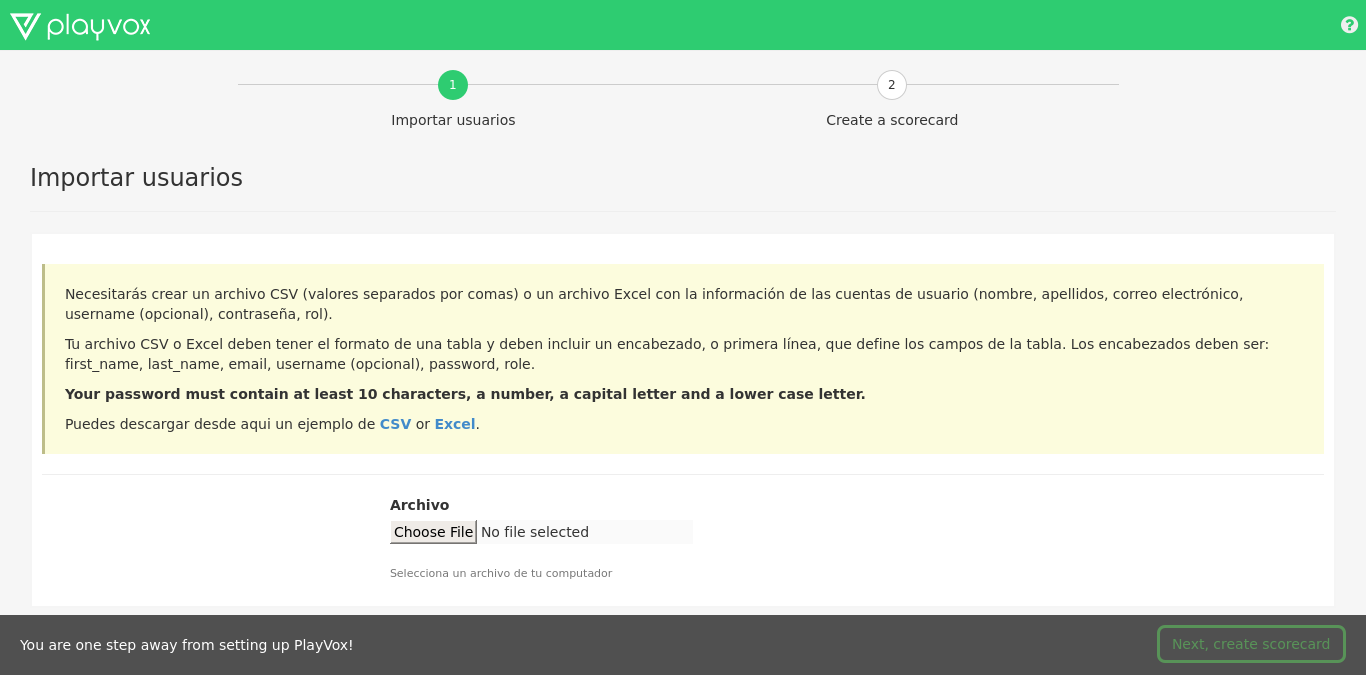 playvox
?
1
2
Importar usuarios
Create a scorecard
Importar usuarios
Necesitarás crear un archivo CSV (valores separados por comas) o un archivo Excel con la información de las cuentas de usuario (nombre, apellidos, correo electrónico,
username (opcional), contraseña, rol).
Tu archivo CSV o Excel deben tener el formato de una tabla y deben incluir un encabezado, o primera línea, que define los campos de la tabla. Los encabezados deben ser:
first_name, last_name, email, username (opcional), password, role.
Your password must contain at least 10 characters, a number, a capital letter and a lower case letter.
Puedes descargar desde aqui un ejemplo de CSV or Excel.
Archivo
Choose File No file selected
Selecciona un archivo de tu computador
You are one step away from setting up PlayVox!
Next, create scorecard